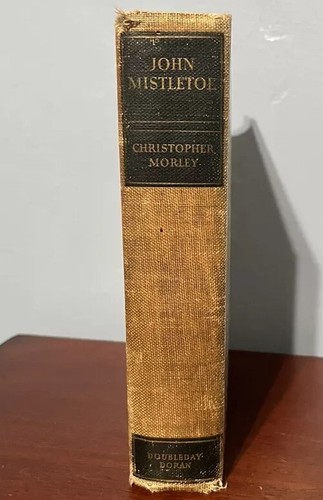 JOHN
MISTLETOE
CHRISTOPHER
MORLEY
DOUBLEDAY
DORAN